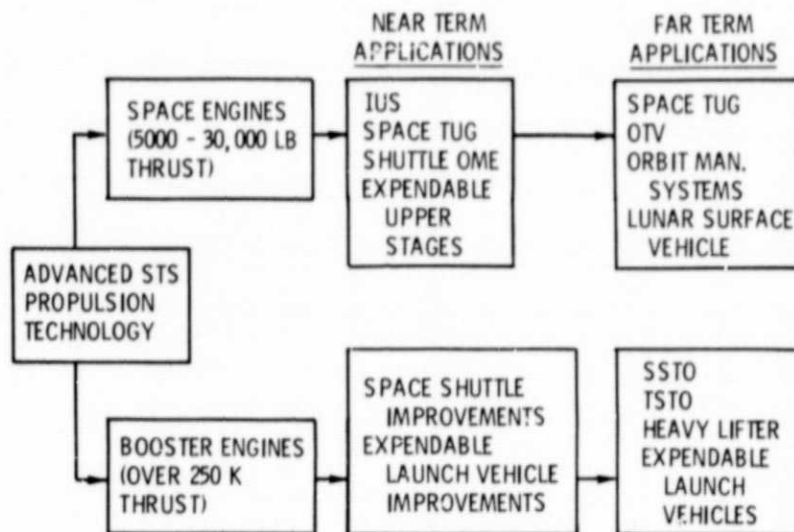 NEAR TERM
APPLICATIONS
FAR TERM
APPLICATIONS
SPACE ENGINES
(5000 - 30,000 LB
THRUST)
IUS
SPACE TUG
SHUTTLE OME
EXPENDABLE
UPPER
STAGES
SPACE TUG
OTV
ORBIT MAN.
SYSTEMS
LUNAR SURFACE
VEHICLE
ADVANCED STS
PROPULSION
TECHNOLOGY
BOOSTER ENGINES
(OVER 250 K
THRUST)
SPACE SHUTTLE
IMPROVEMENTS
EXPENDABLE
LAUNCH VEHICLE
IMPROVEMENTS
SSTO
TSTO
HEAVY LIFTER
EXPENDABLE
LAUNCH
VEHICLES